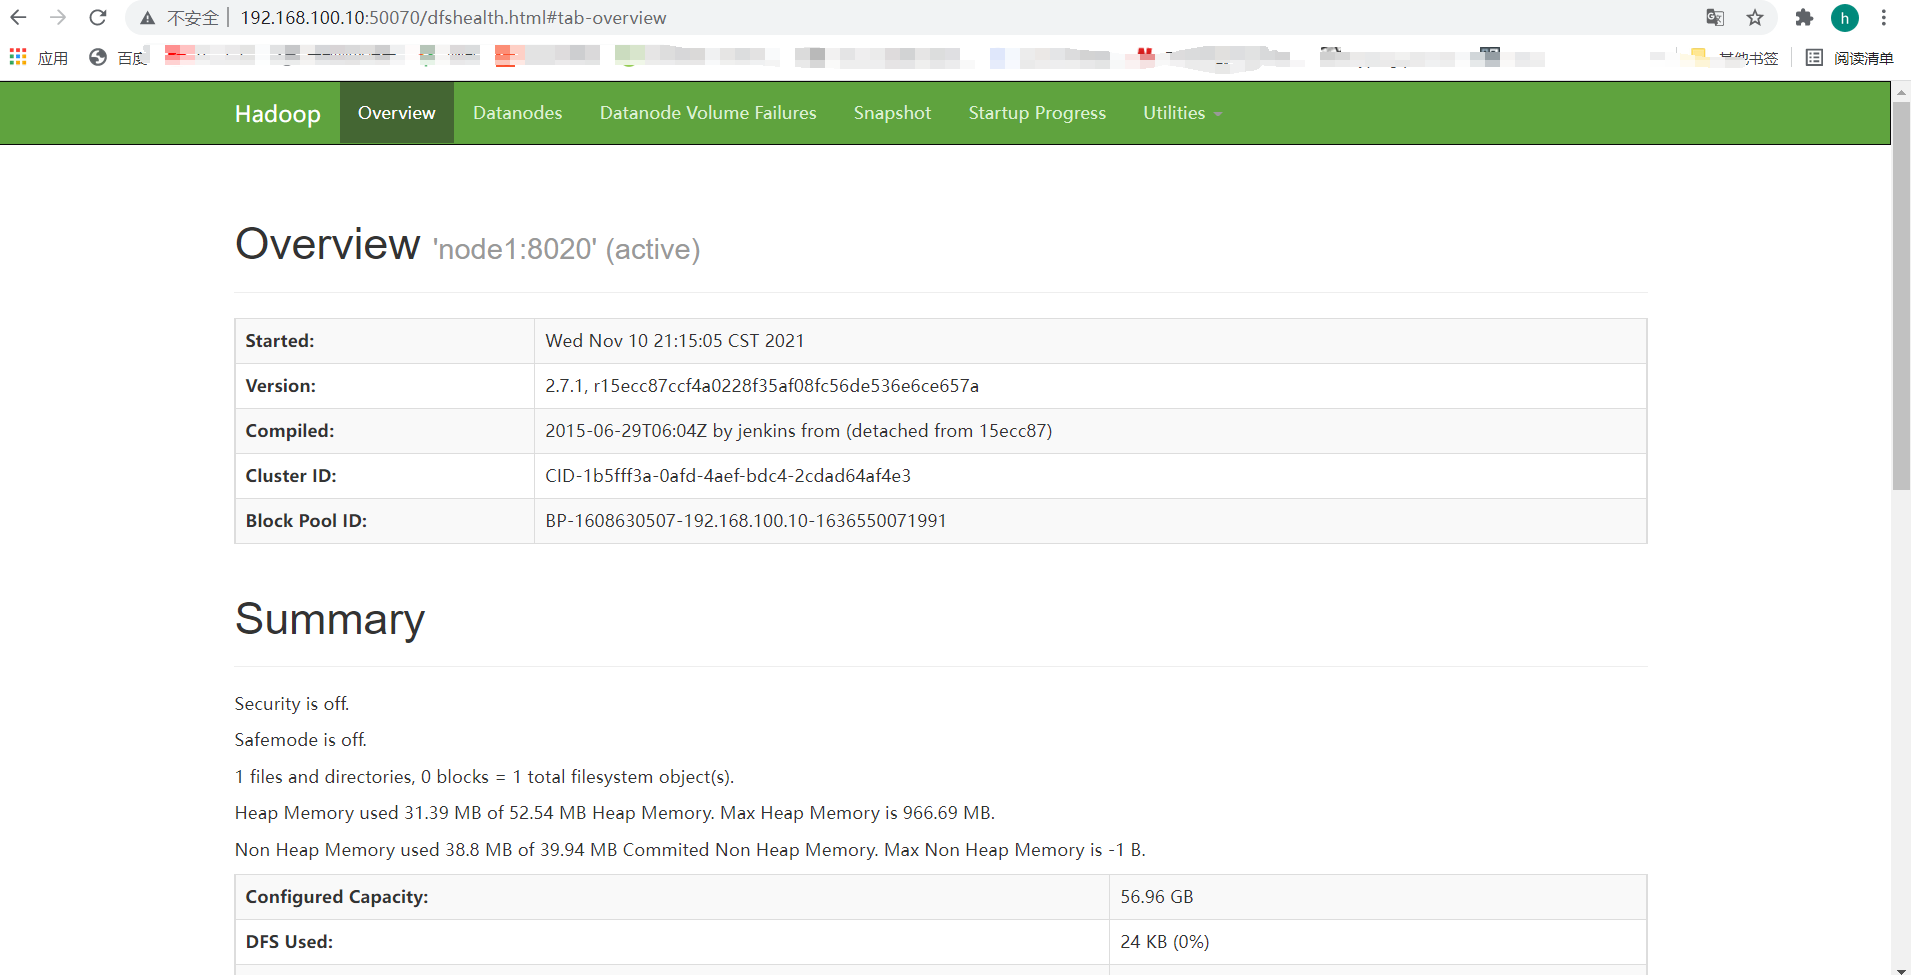 不安全 192.168.100.10:50070/dfshealth.html#tab-overview h
应用 百度 其他书签 阅读清单
Hadoop Overview Datanodes Datanode Volume Failures Snapshot Startup Progress Utilities
Overview 'node1:8020' (active)
Started: Wed Nov 10 21:15:05 CST 2021
Version: 2.7.1, r15ecc87ccf4a0228f35af08fc56de536e6ce657a
Compiled: 2015-06-29T06:04Z by jenkins from (detached from 15ecc87)
Cluster ID: CID-1b5fff3a-0afd-4aef-bdc4-2cdad64af4e3
Block Pool ID: BP-1608630507-192.168.100.10-1636550071991
Summary
Security is off.
Safemode is off.
1 files and directories, 0 blocks = 1 total filesystem object(s).
Heap Memory used 31.39 MB of 52.54 MB Heap Memory. Max Heap Memory is 966.69 MB.
Non Heap Memory used 38.8 MB of 39.94 MB Commited Non Heap Memory. Max Non Heap Memory is -1 B.
Configured Capacity: 56.96 GB
DFS Used: 24 KB (0%)